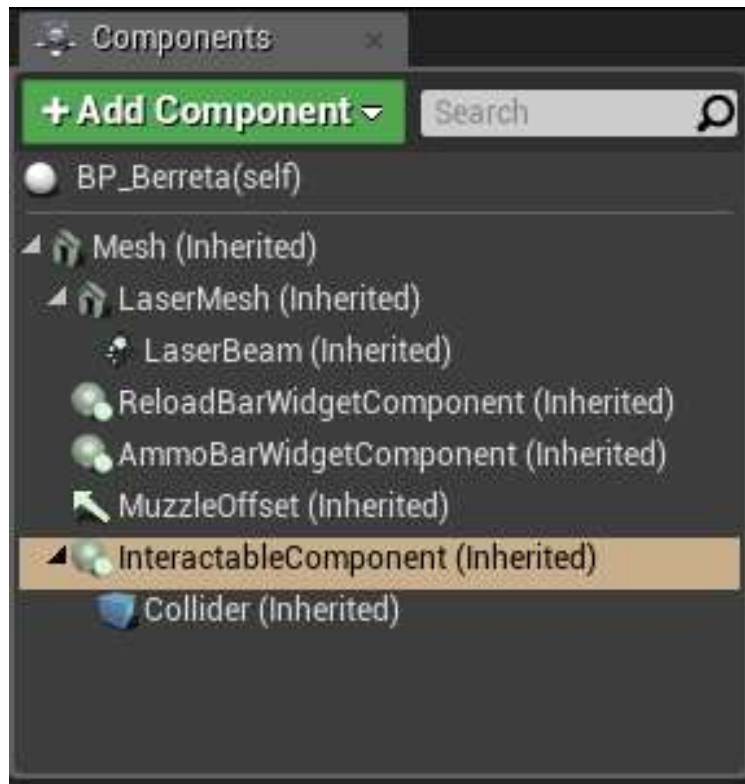 Components
+ Add Component
Search
BP_Berreta(self)
Mesh (Inherited)
LaserMesh (Inherited)
LaserBeam (Inherited)
ReloadBarWidgetComponent (Inherited)
AmmoBarWidgetComponent (Inherited)
MuzzleOffset (Inherited)
InteractableComponent (Inherited)
Collider (Inherited)